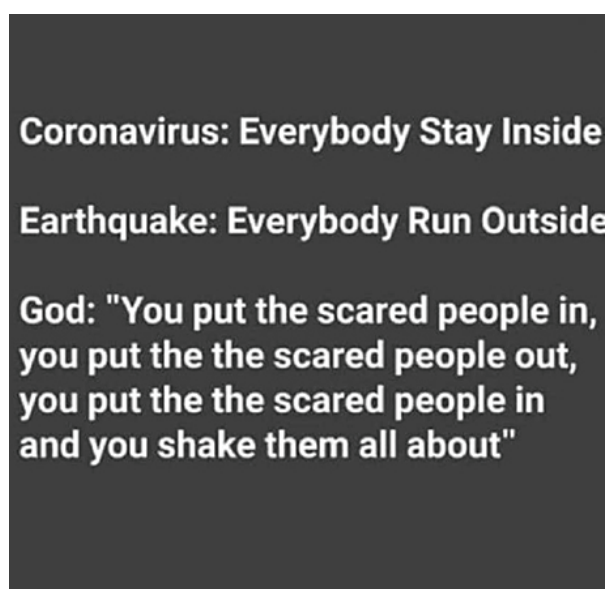 Coronavirus: Everybody Stay Inside
Earthquake: Everybody Run Outside
God: "You put the scared people in,
you put the the scared people out,
you put the the scared people in
and you shake them all about"